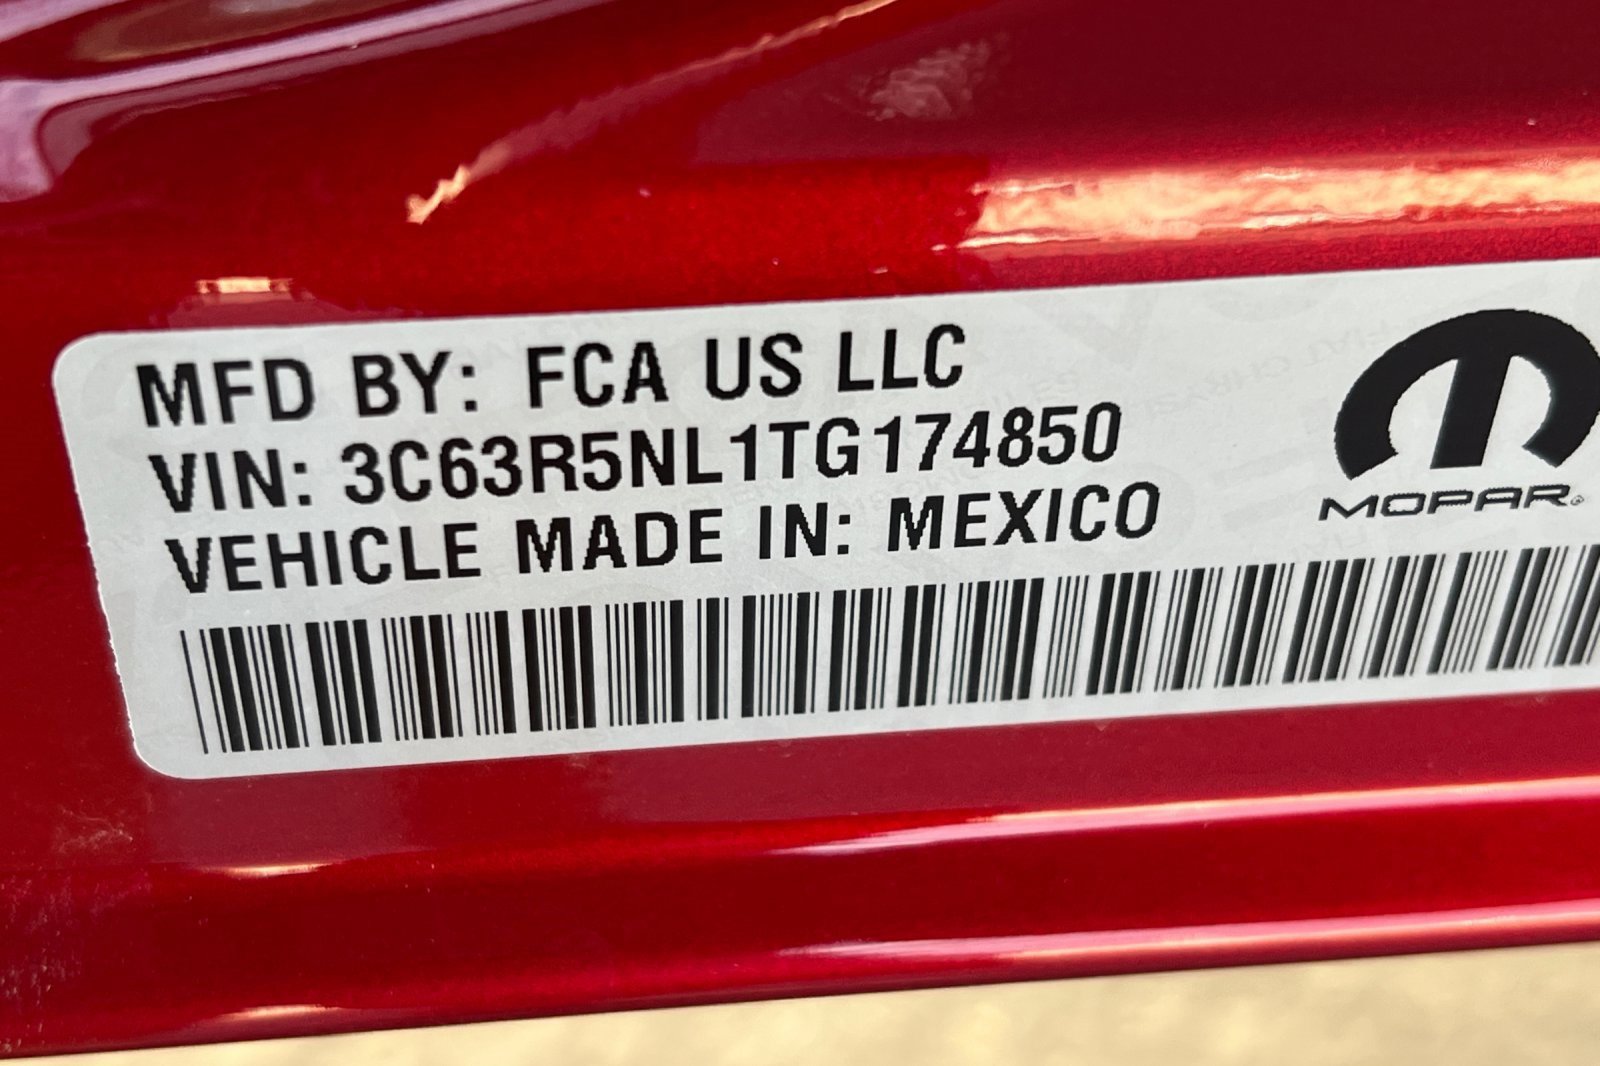 MFD BY: FCA US LLC
VIN: 3C63R5NL1TG174850
VEHICLE MADE IN: MEXICO
MOPAR®